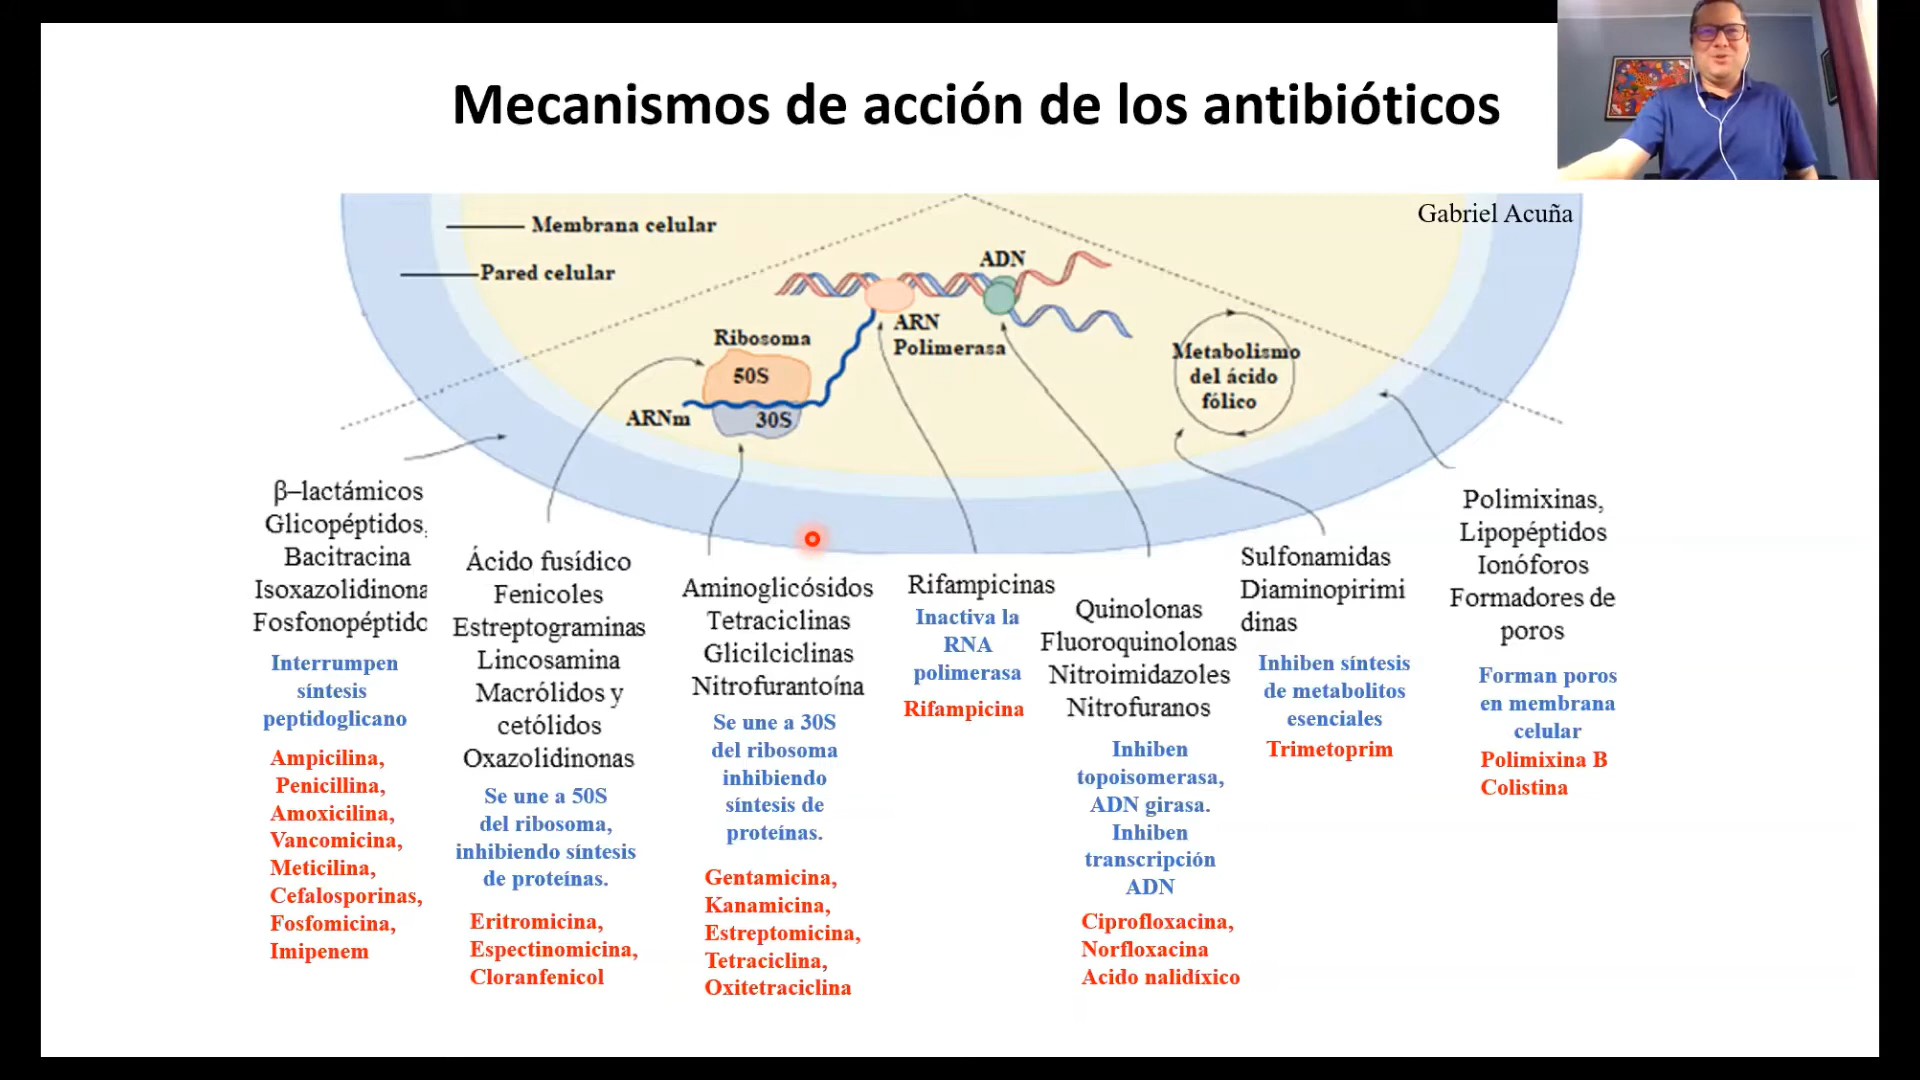 Mecanismos de acción de los antibióticos
Gabriel Acuña
Membrana celular
Pared celular
ADN
ARN
Polimerasa
Ribosoma
50S
ARNm
30S
Metabolismo
del ácido
fólico
β–lactámicos
Glicopéptidos,
Bacitracina
Isoxazolidinona
Fosfonopéptido
Interrumpen
síntesis
peptidoglicano
Ampicilina,
Penicillina,
Amoxicilina,
Vancomicina,
Meticilina,
Cefalosporinas,
Fosfomicina,
Imipenem
Ácido fusídico
Fenicoles
Estreptograminas
Lincosamina
Macrólidos y
cetólidos
Oxazolidinonas
Se une a 50S
del ribosoma,
inhibiendo síntesis
de proteínas.
Eritromicina,
Espectinomicina,
Cloranfenicol
Aminoglicósidos
Tetraciclinas
Glicilciclinas
Nitrofurantoína
Se une a 30S
del ribosoma
inhibiendo
síntesis de
proteínas.
Gentamicina,
Kanamicina,
Estreptomicina,
Tetraciclina,
Oxitetraciclina
Rifampicinas
Inactiva la
RNA
polimerasa
Rifampicina
Quinolonas
Fluoroquinolonas
Nitroimidazoles
Nitrofuranos
Inhiben
topoisomerasa,
ADN girasa.
Inhiben
transcripción
ADN
Ciprofloxacina,
Norfloxacina
Acido nalidíxico
Sulfonamidas
Diaminopirimi
dinas
Inhiben síntesis
de metabolitos
esenciales
Trimetoprim
Polimixinas,
Lipopéptidos
Ionóforos
Formadores de
poros
Forman poros
en membrana
celular
Polimixina B
Colistina